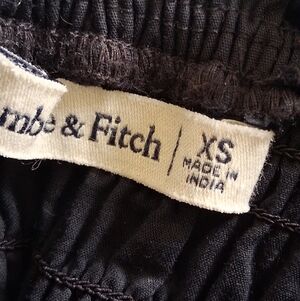 mbe & Fitch
XS
MADE IN
INDIA